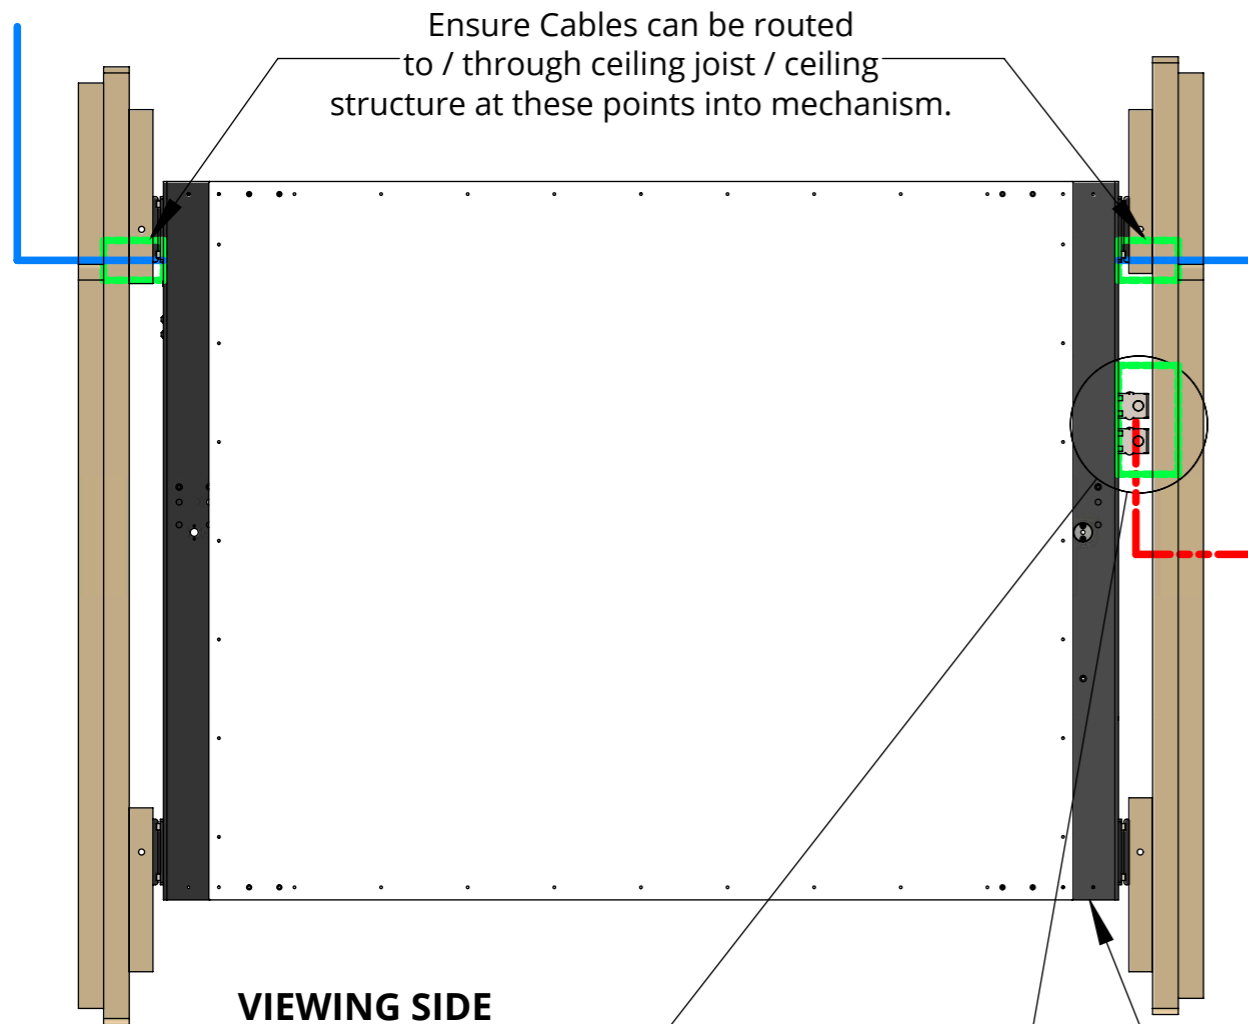 Ensure Cables can be routed
to / through ceiling joist / ceiling
structure at these points into mechanism.
VIEWING SIDE